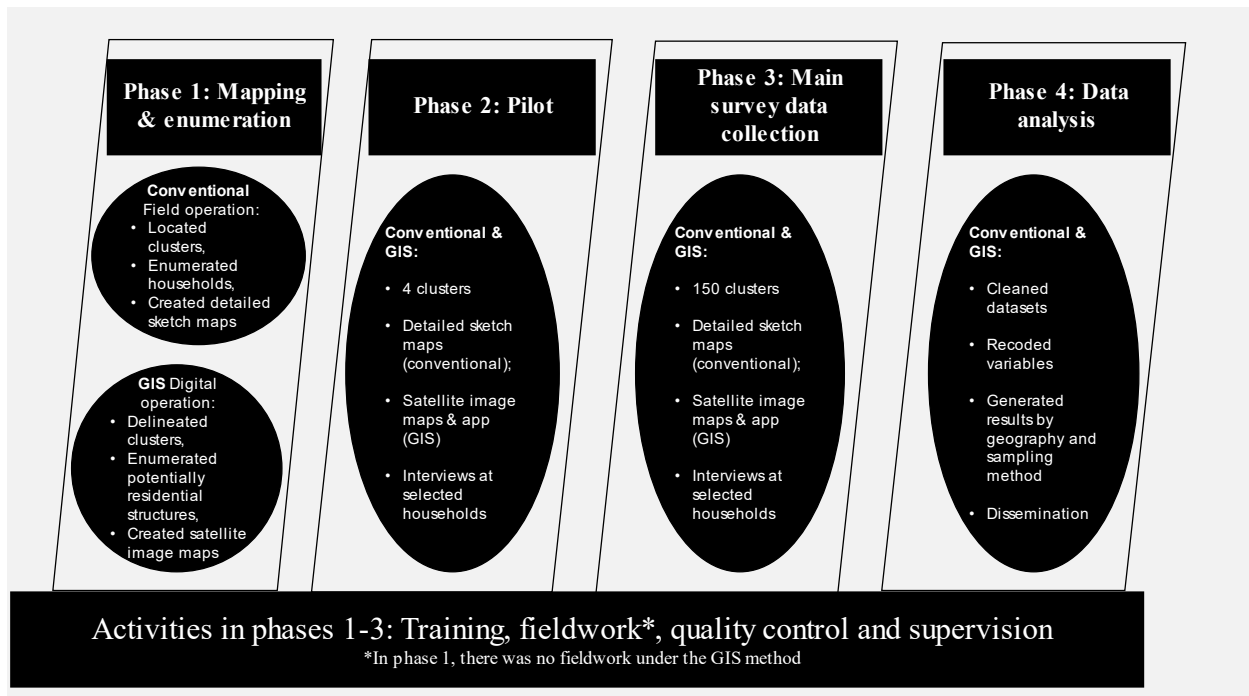 Phase 1: Mapping
& enumeration
Conventional
Field operation:
• Located
clusters,
• Enumerated
households,
• Created detailed
sketch maps
GIS Digital
operation:
• Delineated
clusters,
• Enumerated
potentially
residential
structures,
• Created satellite
image maps
Phase 2: Pilot
Conventional &
GIS:
• 4 clusters
• Detailed sketch
maps
(conventional);
• Satellite image
maps & app
(GIS)
• Interviews at
selected
households
Phase 3: Main
survey data
collection
Conventional &
GIS:
• 150 clusters
• Detailed sketch
maps
(conventional);
• Satellite image
maps & app
(GIS)
• Interviews at
selected
households
Phase 4: Data
analysis
Conventional &
GIS:
• Cleaned
datasets
• Recoded
variables
• Generated
results by
geography and
sampling
method
• Dissemination
Activities in phases 1-3: Training, fieldwork*, quality control and supervision
*In phase 1, there was no fieldwork under the GIS method